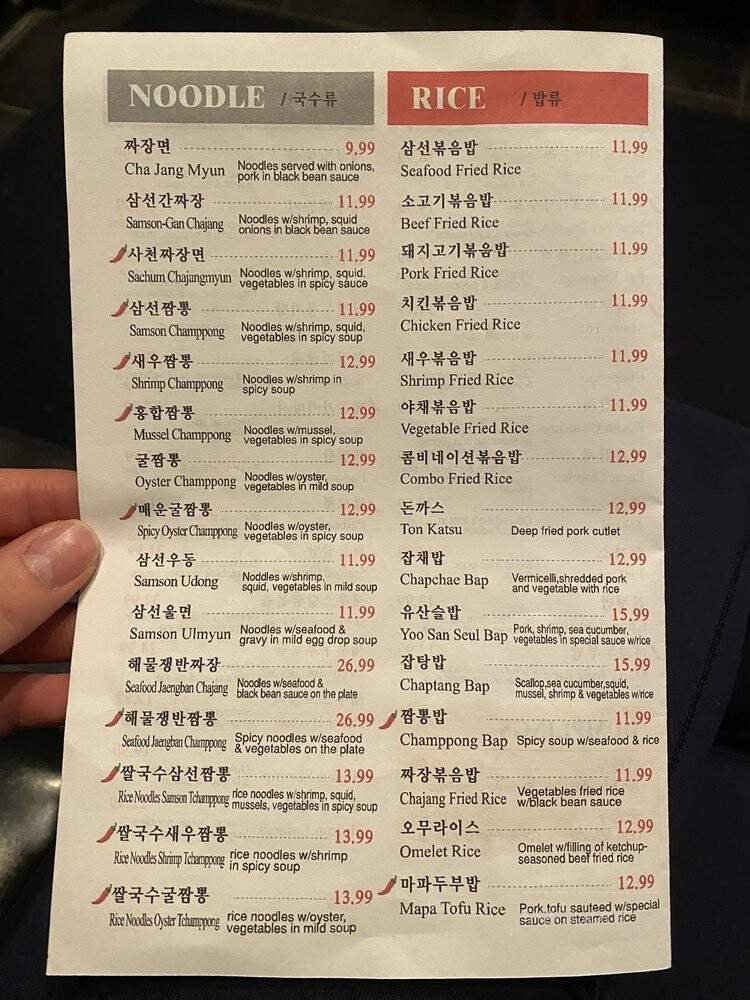 NOODLE / 국수류
짜장면 9.99
Cha Jang Myun Noodles served with onions,
pork in black bean sauce
삼선간짜장 11.99
Samson-Gan Chajang Noodles w/shrimp, squid
onions in black bean sauce
사천짜장면 11.99
Sachum Chajangmyun Noodles w/shrimp, squid,
vegetables in spicy sauce
삼선짬뽕 11.99
Samson Champpong Noodles w/shrimp, squid,
vegetables in spicy soup
새우짬뽕 12.99
Shrimp Champpong Noodles w/shrimp in
spicy soup
홍합짬뽕 12.99
Mussel Champpong Noodles w/mussel,
vegetables in spicy soup
굴짬뽕 12.99
Oyster Champpong Noodles w/oyster,
vegetables in mild soup
매운굴짬뽕 12.99
Spicy Oyster Champpong Noodles w/oyster,
vegetables in spicy soup
삼선우동 11.99
Samson Udong Noddles w/shrimp,
squid, vegetables in mild soup
삼선울면 11.99
Samson Ulmyun Noodles w/seafood &
gravy in mild egg drop soup
해물쟁반짜장 26.99
Seafood Jaengban Chajang Noodles w/seafood &
black bean sauce on the plate
해물쟁반짬뽕 26.99
Seafood Jaengban Champpong Spicy noodles w/seafood
& vegetables on the plate
쌀국수삼선짬뽕 13.99
Rice Noodles Samson Tchamppong rice noodles w/shrimp, squid,
mussels, vegetables in spicy soup
쌀국수새우짬뽕 13.99
Rice Noodles Shrimp Tchamppong rice noodles w/shrimp
in spicy soup
쌀국수굴짬뽕 13.99
Rice Noodles Oyster Tchamppong rice noodles w/oyster,
vegetables in mild soup
RICE / 밥류
삼선볶음밥 11.99
Seafood Fried Rice
소고기볶음밥 11.99
Beef Fried Rice
돼지고기볶음밥 11.99
Pork Fried Rice
치킨볶음밥 11.99
Chicken Fried Rice
새우볶음밥 11.99
Shrimp Fried Rice
야채볶음밥 11.99
Vegetable Fried Rice
콤비네이션볶음밥 12.99
Combo Fried Rice
돈까스 12.99
Ton Katsu Deep fried pork cutlet
잡채밥 12.99
Chapchae Bap Vermicelli,shredded pork
and vegetable with rice
유산슬밥 15.99
Yoo San Seul Bap Pork, shrimp, sea cucumber,
vegetables in special sauce w/rice
잡탕밥 15.99
Chaptang Bap Scallop,sea cucumber,squid,
mussel, shrimp & vegetables w/rice
짬뽕밥 11.99
Champpong Bap Spicy soup w/seafood & rice
짜장볶음밥 11.99
Chajang Fried Rice Vegetables fried rice
w/black bean sauce
오무라이스 12.99
Omelet Rice Omelet w/filling of ketchup-
seasoned beef fried rice
마파두부밥 12.99
Mapa Tofu Rice Pork,tofu sauteed w/special
sauce on steamed rice